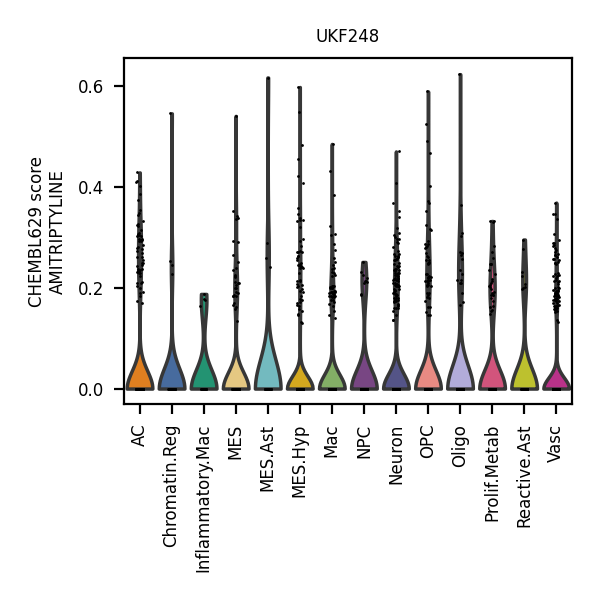 UKF248
CHEMBL629 score
AMITRIPTYLINE
0.6
0.4
0.2
0.0
AC
Chromatin.Reg
Inflammatory.Mac
MES
MES.Ast
MES.Hyp
Mac
NPC
Neuron
OPC
Oligo
Prolif.Metab
Reactive.Ast
Vasc